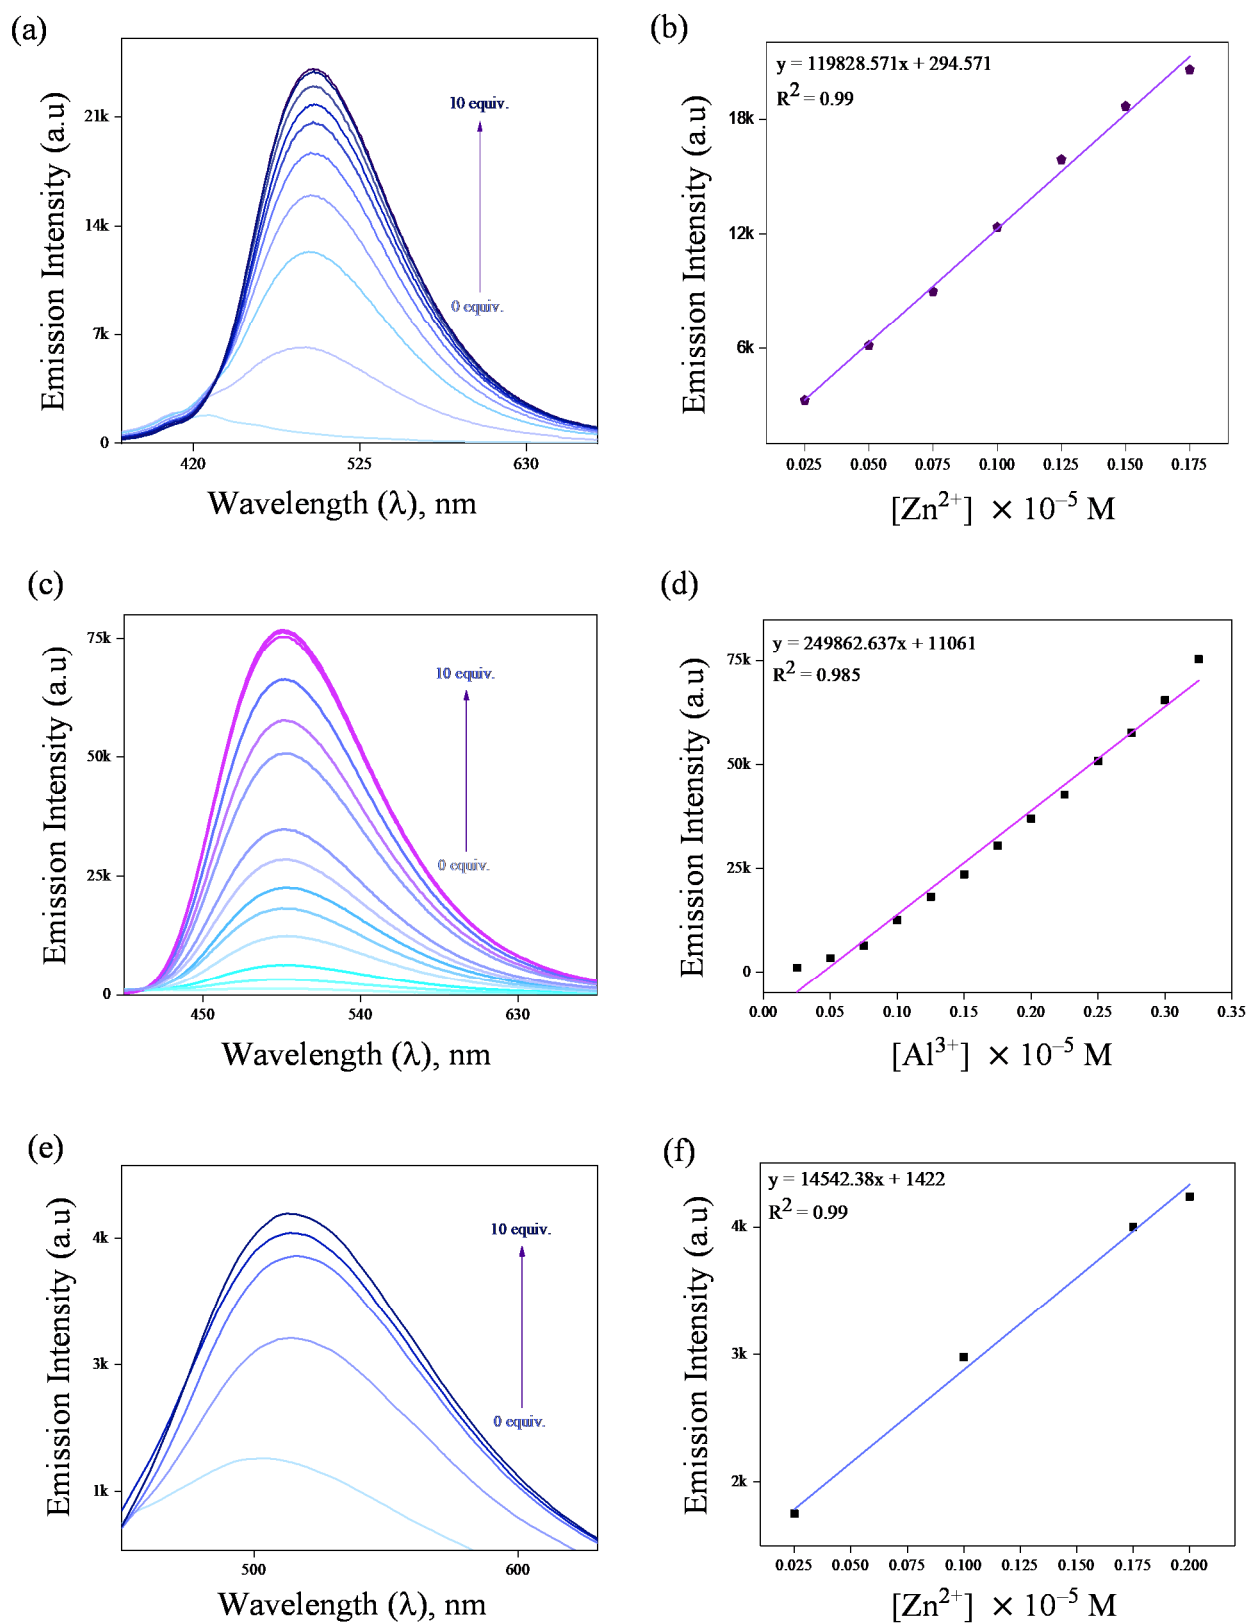 (a)
Emission Intensity (a.u)
21k
14k
7k
0
10 equiv.
0 equiv.
420 525 630
Wavelength (λ), nm
(b)
Emission Intensity (a.u)
y = 119828.571x + 294.571
R² = 0.99
18k
12k
6k
0.025 0.050 0.075 0.100 0.125 0.150 0.175
[Zn²⁺] × 10⁻⁵ M
(c)
Emission Intensity (a.u)
75k
50k
25k
0
10 equiv.
0 equiv.
450 540 630
Wavelength (λ), nm
(d)
Emission Intensity (a.u)
y = 249862.637x + 11061
R² = 0.985
75k
50k
25k
0
0.00 0.05 0.10 0.15 0.20 0.25 0.30 0.35
[Al³⁺] × 10⁻⁵ M
(e)
Emission Intensity (a.u)
4k
3k
1k
10 equiv.
0 equiv.
500 600
Wavelength (λ), nm
(f)
Emission Intensity (a.u)
y = 14542.38x + 1422
R² = 0.99
4k
3k
2k
0.025 0.050 0.075 0.100 0.125 0.150 0.175 0.200
[Zn²⁺] × 10⁻⁵ M